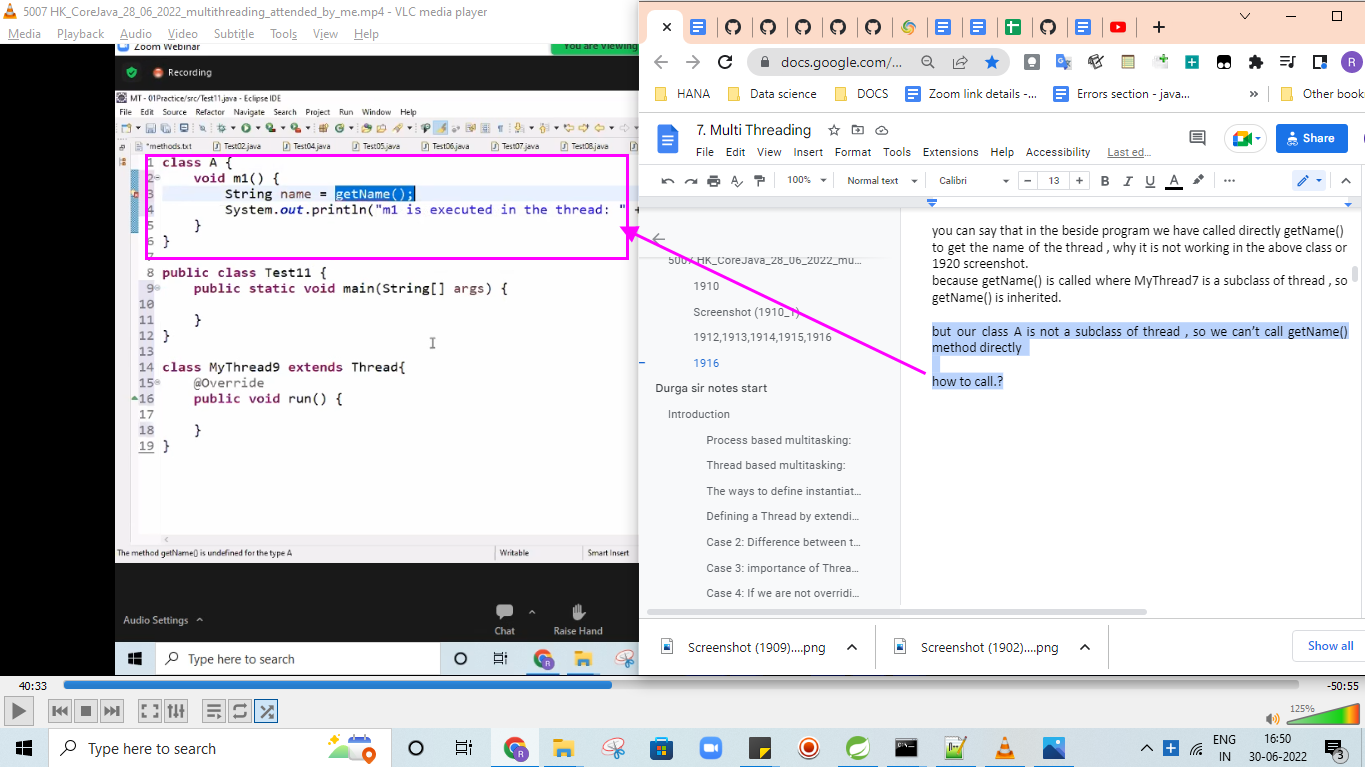 5007 HK_CoreJava_28_06_2022_multithreading_attended_by_me.mp4 - VLC media player
Media Playback Audio Video Subtitle Tools View Help
Zoom Webinar
You are viewing
Recording
MT - 01Practice/src/Test11.java - Eclipse IDE
File Edit Source Refactor Navigate Search Project Run Window Help
*methods.txt Test02.java Test04.java Test05.java Test06.java Test07.java Test08.java
1 class A {
2 void m1() {
3 String name = getName();
4 System.out.println("m1 is executed in the thread: " +
5 }
6 }
7
8 public class Test11 {
9 public static void main(String[] args) {
10
11 }
12 }
13
14 class MyThread9 extends Thread{
15 @Override
16 public void run() {
17
18 }
19 }
The method getName() is undefined for the type A
Writable
Smart Insert
Audio Settings
Chat
Raise Hand
Type here to search
docs.google.com/...
R
HANA
Data science
DOCS
Zoom link details -...
Errors section - java...
»
Other book
7. Multi Threading
File Edit View Insert Format Tools Extensions Help Accessibility Last ed...
Share
100% Normal text Calibri 13 B I U A
5007 HK_CoreJava_28_06_2022_mu...
1910
Screenshot (1910_1)
1912,1913,1914,1915,1916
1916
Durga sir notes start
Introduction
Process based multitasking:
Thread based multitasking:
The ways to define instantiat...
Defining a Thread by extendi...
Case 2: Difference between t...
Case 3: importance of Threa...
Case 4: If we are not overridi...
you can say that in the beside program we have called directly getName()
to get the name of the thread , why it is not working in the above class or
1920 screenshot.
because getName() is called where MyThread7 is a subclass of thread , so
getName() is inherited.
but our class A is not a subclass of thread , so we can’t call getName()
method directly
how to call.?
Screenshot (1909)....png
Screenshot (1902)....png
Show all
40:33
-50:55
125%
Type here to search
ENG
IN
16:50
30-06-2022
3